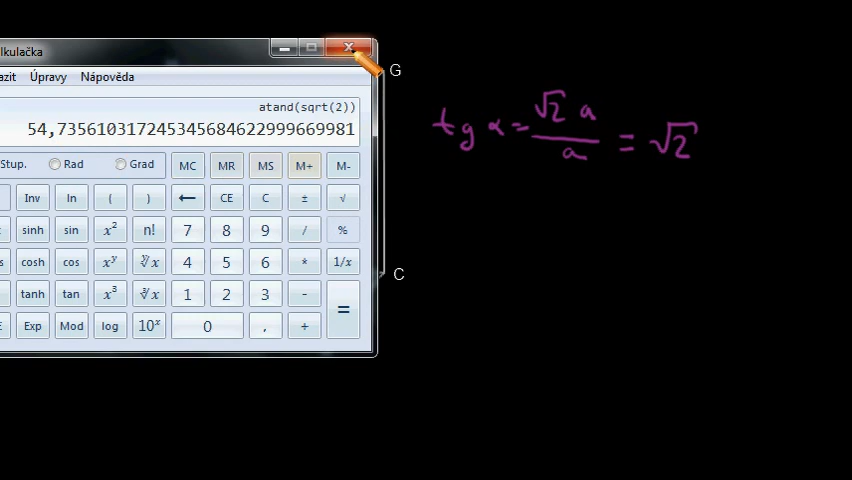 lkulačka
azit Úpravy Nápověda
atand(sqrt(2))
54,735610317245345684622999669981
Stup. Rad Grad MC MR MS M+ M-
Inv ln ( ) ← CE C ± √
sinh sin x² n! 7 8 9 / %
s cosh cos xʸ ʸ√x 4 5 6 * 1/x
tanh tan x³ ³√x 1 2 3 - =
E Exp Mod log 10ˣ 0 , +
G
C
tg α = √2 a / a = √2